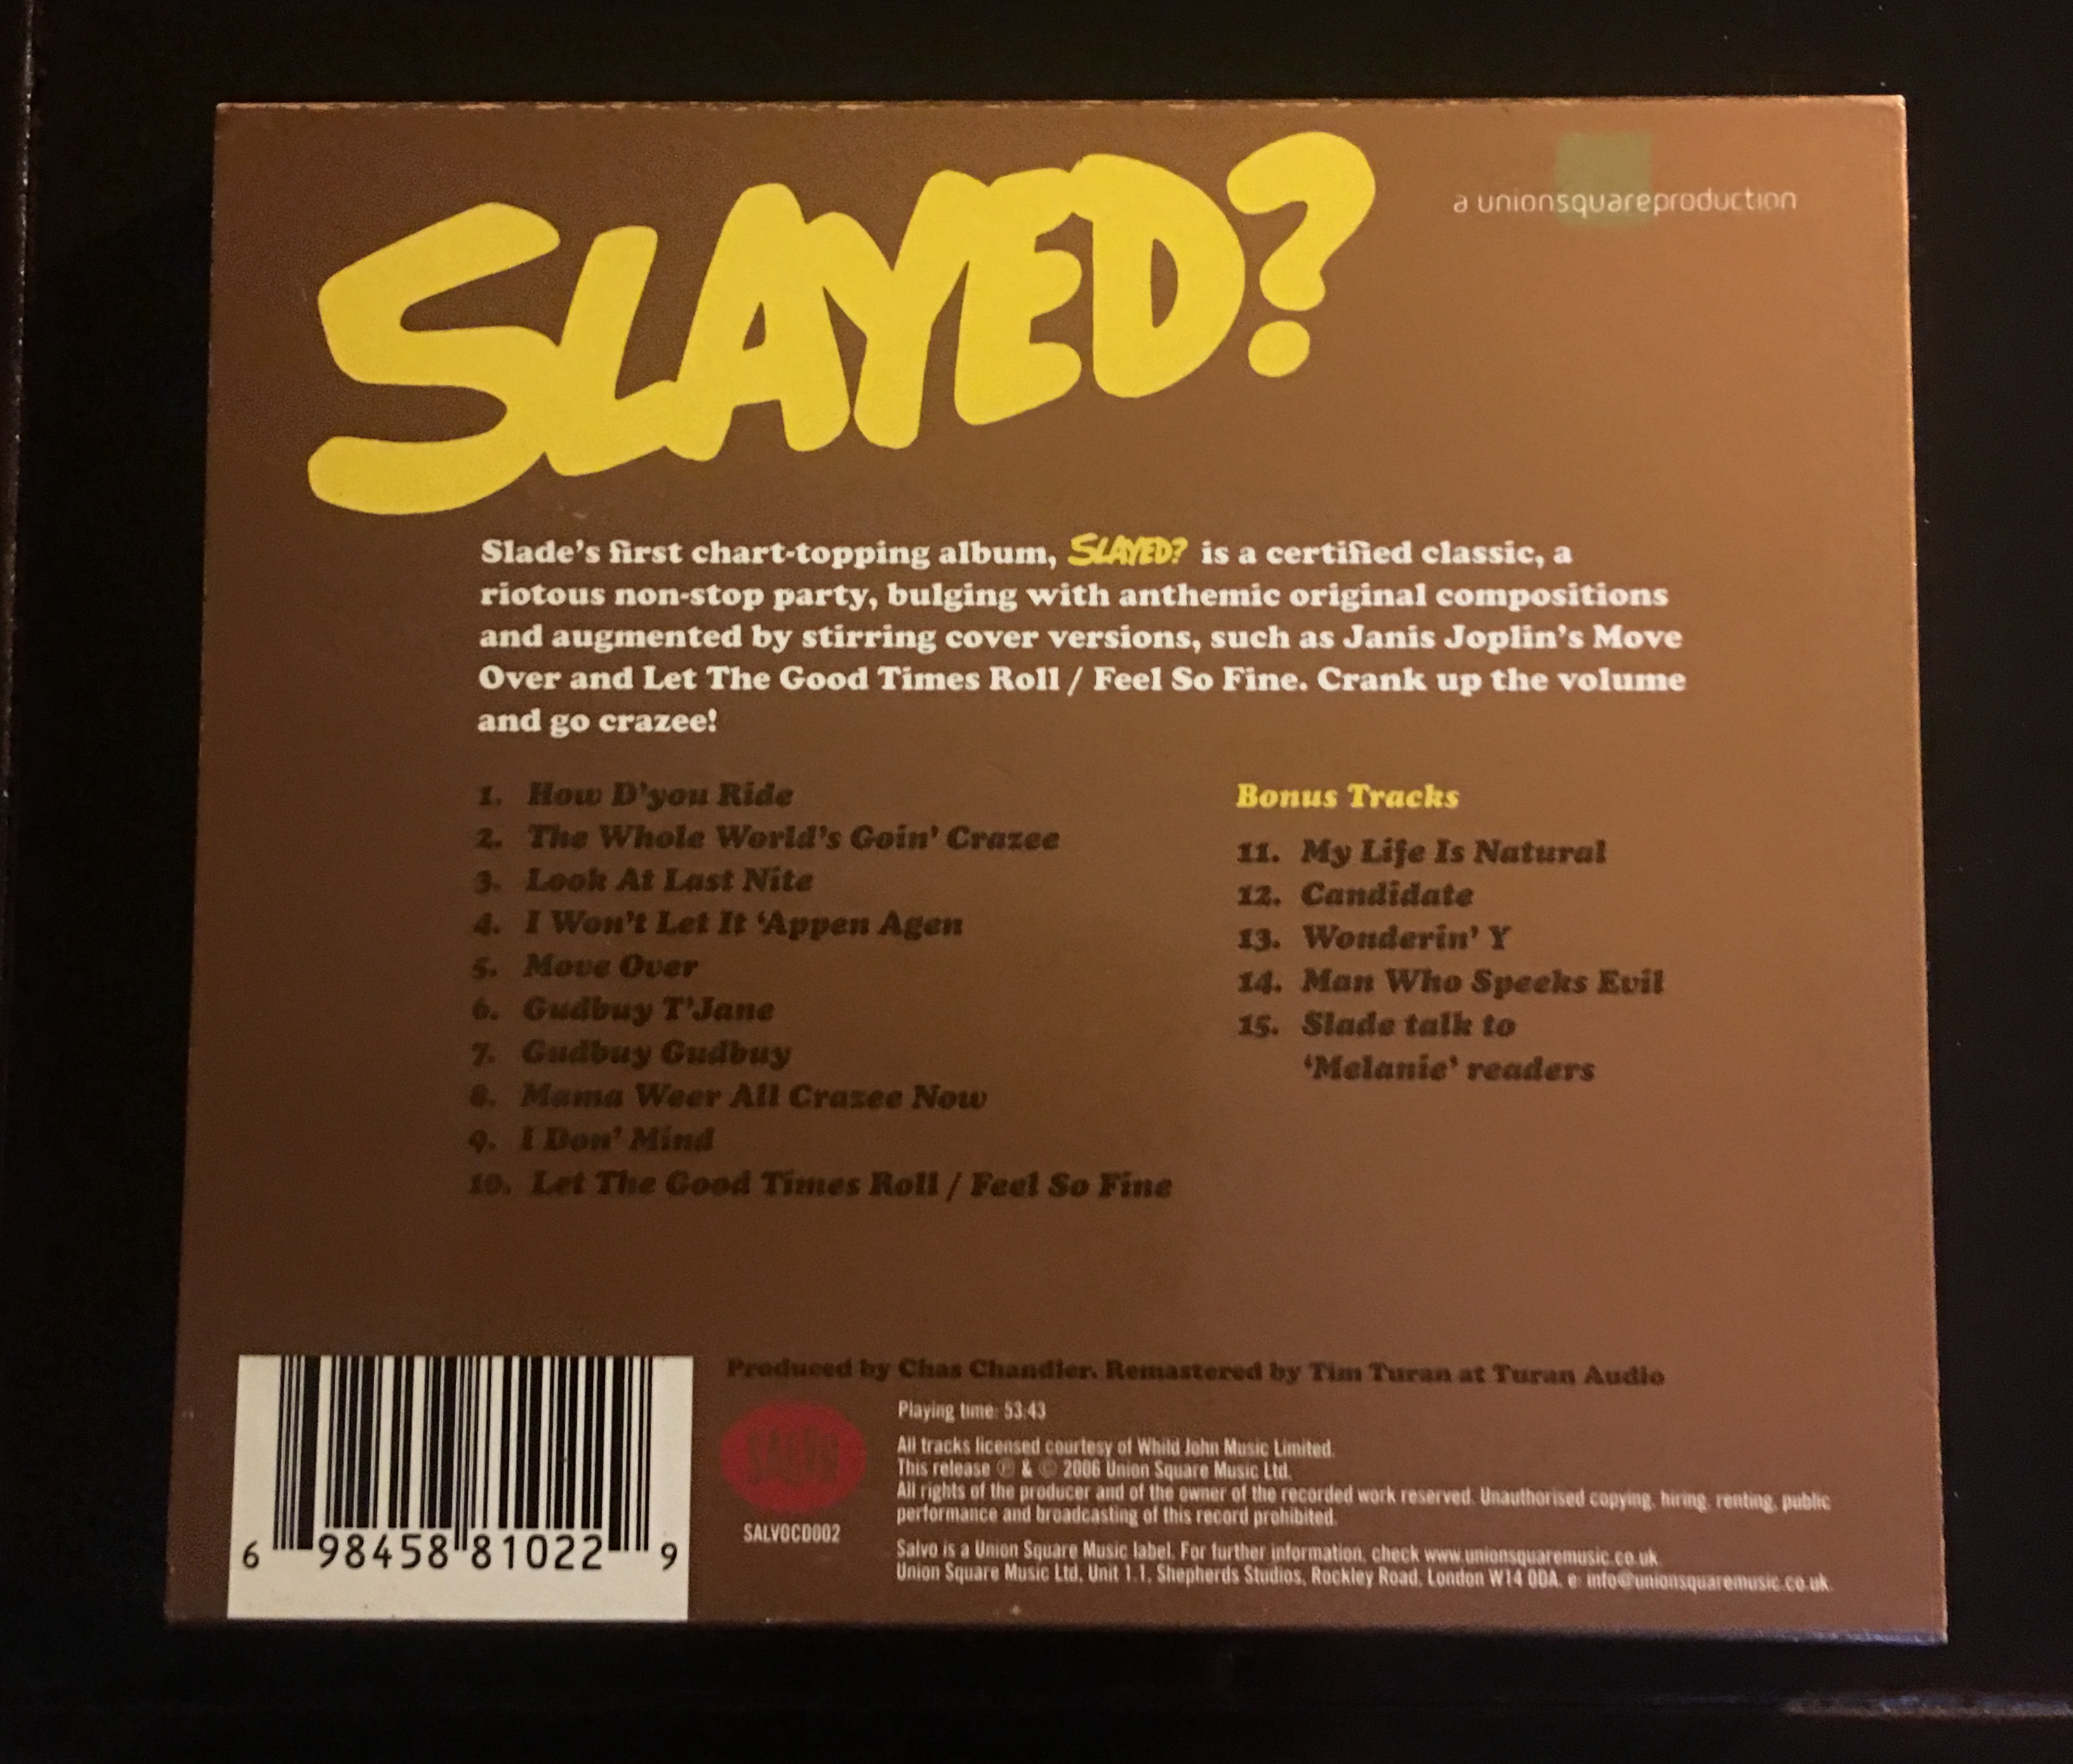 SLAYED?
a unionsquareproduction
Slade's first chart-topping album, SLAYED? is a certified classic, a
riotous non-stop party, bulging with anthemic original compositions
and augmented by stirring cover versions, such as Janis Joplin's Move
Over and Let The Good Times Roll / Feel So Fine. Crank up the volume
and go crazee!
1. How D'you Ride
2. The Whole World's Goin' Crazee
3. Look At Last Nite
4. I Won't Let It 'Appen Agen
5. Move Over
6. Gudbuy T'Jane
7. Gudbuy Gudbuy
8. Mama Weer All Crazee Now
9. I Don' Mind
10. Let The Good Times Roll / Feel So Fine
Bonus Tracks
11. My Life Is Natural
12. Candidate
13. Wonderin' Y
14. Man Who Speeks Evil
15. Slade talk to
'Melanie' readers
6 98458 81022 9
Produced by Chas Chandler. Remastered by Tim Turan at Turan Audio
SALVO
SALVOCD002
Playing time: 53:43
All tracks licensed courtesy of Whild John Music Limited.
This release ℗ & © 2006 Union Square Music Ltd.
All rights of the producer and of the owner of the recorded work reserved. Unauthorised copying, hiring, renting, public
performance and broadcasting of this record prohibited.
Salvo is a Union Square Music label. For further information, check www.unionsquaremusic.co.uk
Union Square Music Ltd, Unit 1.1, Shepherds Studios, Rockley Road, London W14 0DA. e: info@unionsquaremusic.co.uk